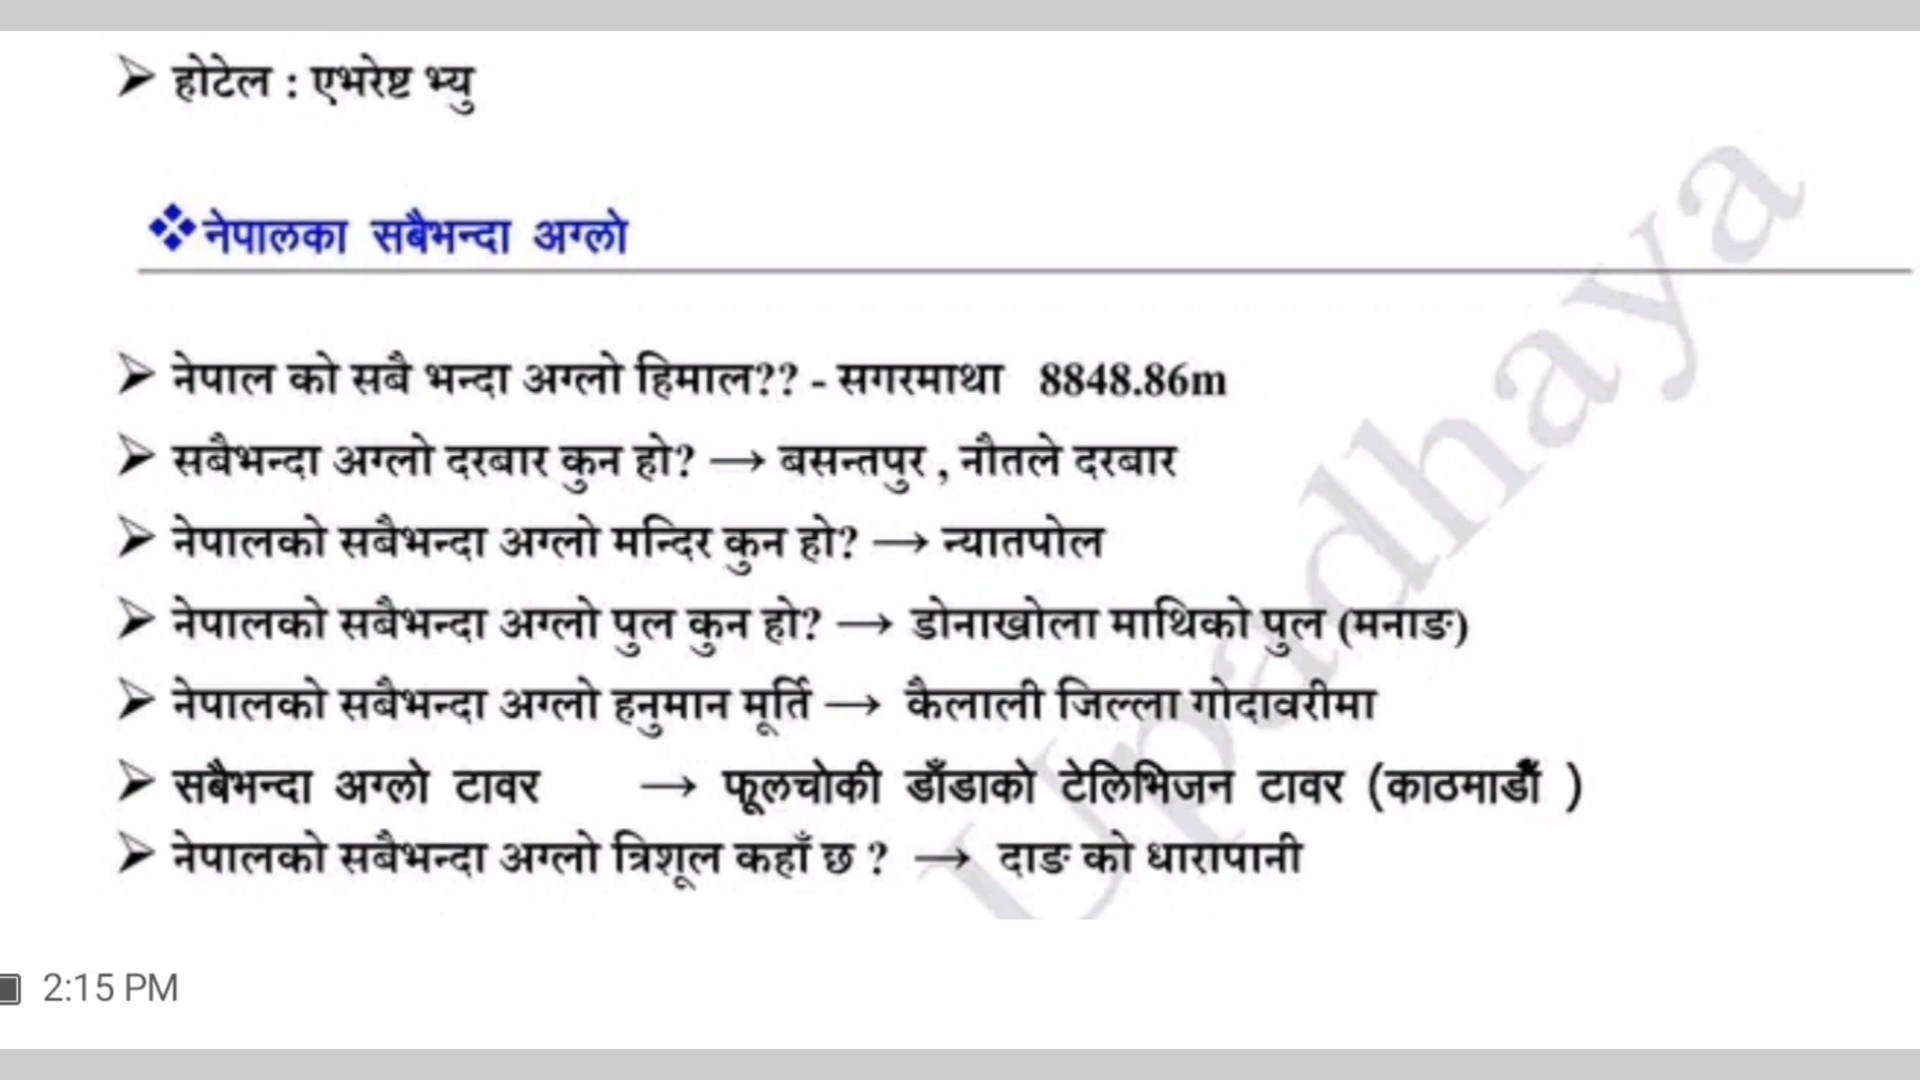 ➢ होटेल : एभरेष्ट भ्यु
❖नेपालका सबैभन्दा अग्लो
➢ नेपाल को सबै भन्दा अग्लो हिमाल?? - सगरमाथा 8848.86m
➢ सबैभन्दा अग्लो दरबार कुन हो? → बसन्तपुर , नौतले दरबार
➢ नेपालको सबैभन्दा अग्लो मन्दिर कुन हो? → न्यातपोल
➢ नेपालको सबैभन्दा अग्लो पुल कुन हो? → डोनाखोला माथिको पुल (मनाङ)
➢ नेपालको सबैभन्दा अग्लो हनुमान मूर्ति → कैलाली जिल्ला गोदावरीमा
➢ सबैभन्दा अग्लो टावर → फूलचोकी डाँडाको टेलिभिजन टावर (काठमाडौँ )
➢ नेपालको सबैभन्दा अग्लो त्रिशूल कहाँ छ ? → दाङ को धारापानी
Upadhaya
2:15 PM